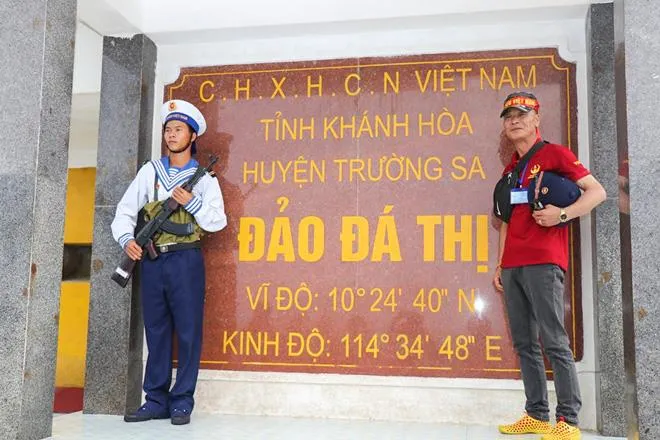 C.H.X.H.C.N VIỆT NAM
TỈNH KHÁNH HÒA
HUYỆN TRƯỜNG SA
ĐẢO ĐÁ THỊ
VĨ ĐỘ: 10° 24' 40" N
KINH ĐỘ: 114° 34' 48" E